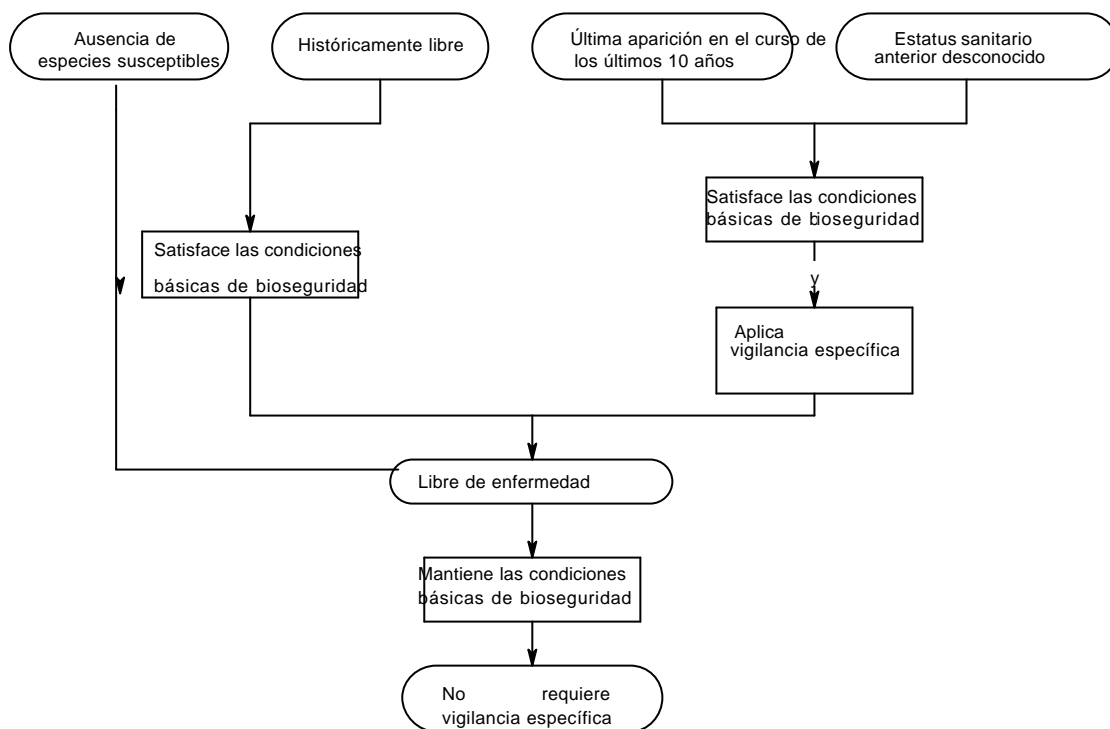 Ausencia de
especies susceptibles
Históricamente libre
Última aparición en el curso de
los últimos 10 años
Estatus sanitario
anterior desconocido
Satisface las condiciones
básicas de bioseguridad
Satisface las condiciones
básicas de bioseguridad
y
Aplica
vigilancia específica
Libre de enfermedad
Mantiene las condiciones
básicas de bioseguridad
No requiere
vigilancia específica